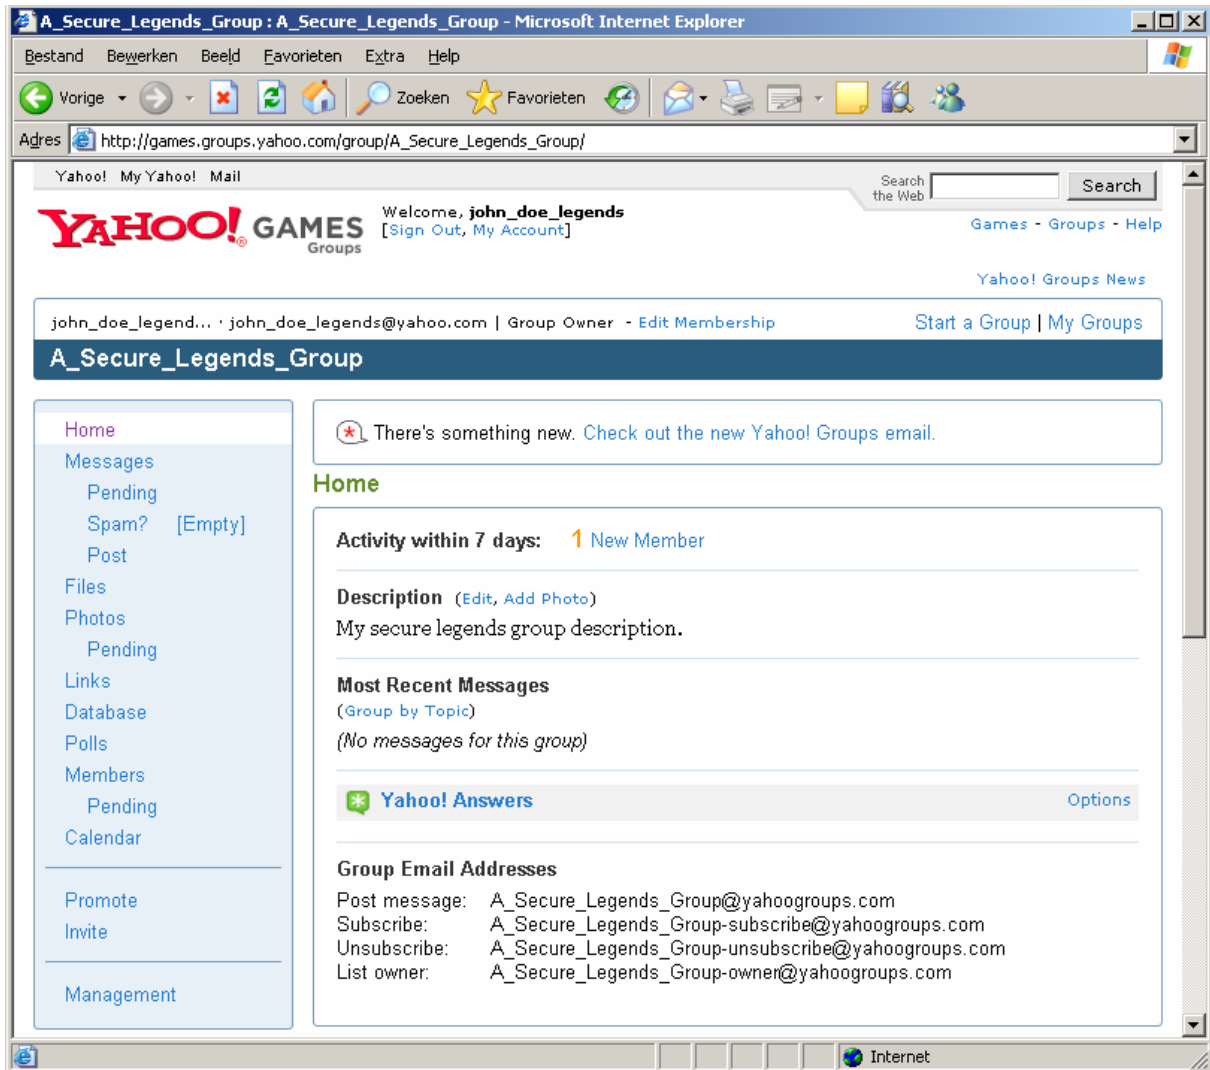 A_Secure_Legends_Group : A_Secure_Legends_Group - Microsoft Internet Explorer
Bestand Bewerken Beeld Favorieten Extra Help
Vorige Zoeken Favorieten
Adres http://games.groups.yahoo.com/group/A_Secure_Legends_Group/
Yahoo! My Yahoo! Mail
Search the Web Search
YAHOO! GAMES Groups
Welcome, john_doe_legends
[Sign Out, My Account]
Games - Groups - Help
Yahoo! Groups News
john_doe_legend... · john_doe_legends@yahoo.com | Group Owner - Edit Membership
Start a Group | My Groups
A_Secure_Legends_Group
Home
Messages
Pending
Spam? [Empty]
Post
Files
Photos
Pending
Links
Database
Polls
Members
Pending
Calendar
Promote
Invite
Management
There's something new. Check out the new Yahoo! Groups email.
Home
Activity within 7 days: 1 New Member
Description (Edit, Add Photo)
My secure legends group description.
Most Recent Messages
(Group by Topic)
(No messages for this group)
Yahoo! Answers Options
Group Email Addresses
Post message: A_Secure_Legends_Group@yahoogroups.com
Subscribe: A_Secure_Legends_Group-subscribe@yahoogroups.com
Unsubscribe: A_Secure_Legends_Group-unsubscribe@yahoogroups.com
List owner: A_Secure_Legends_Group-owner@yahoogroups.com
Internet